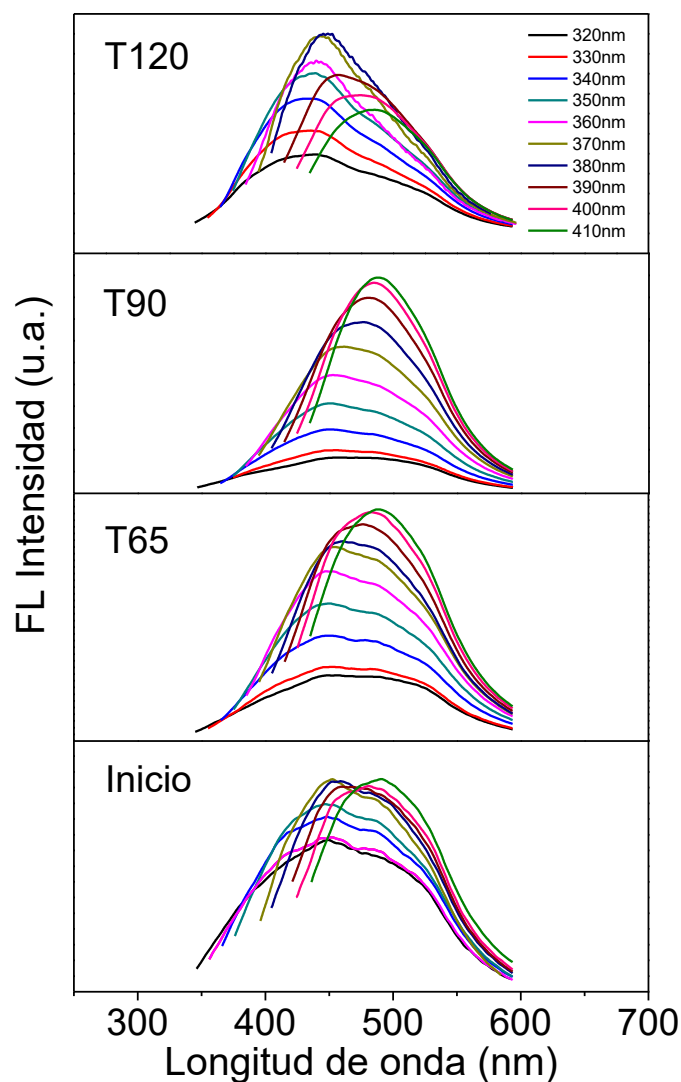 T120
320nm
330nm
340nm
350nm
360nm
370nm
380nm
390nm
400nm
410nm
T90
T65
Inicio
FL Intensidad (u.a.)
300 400 500 600 700
Longitud de onda (nm)